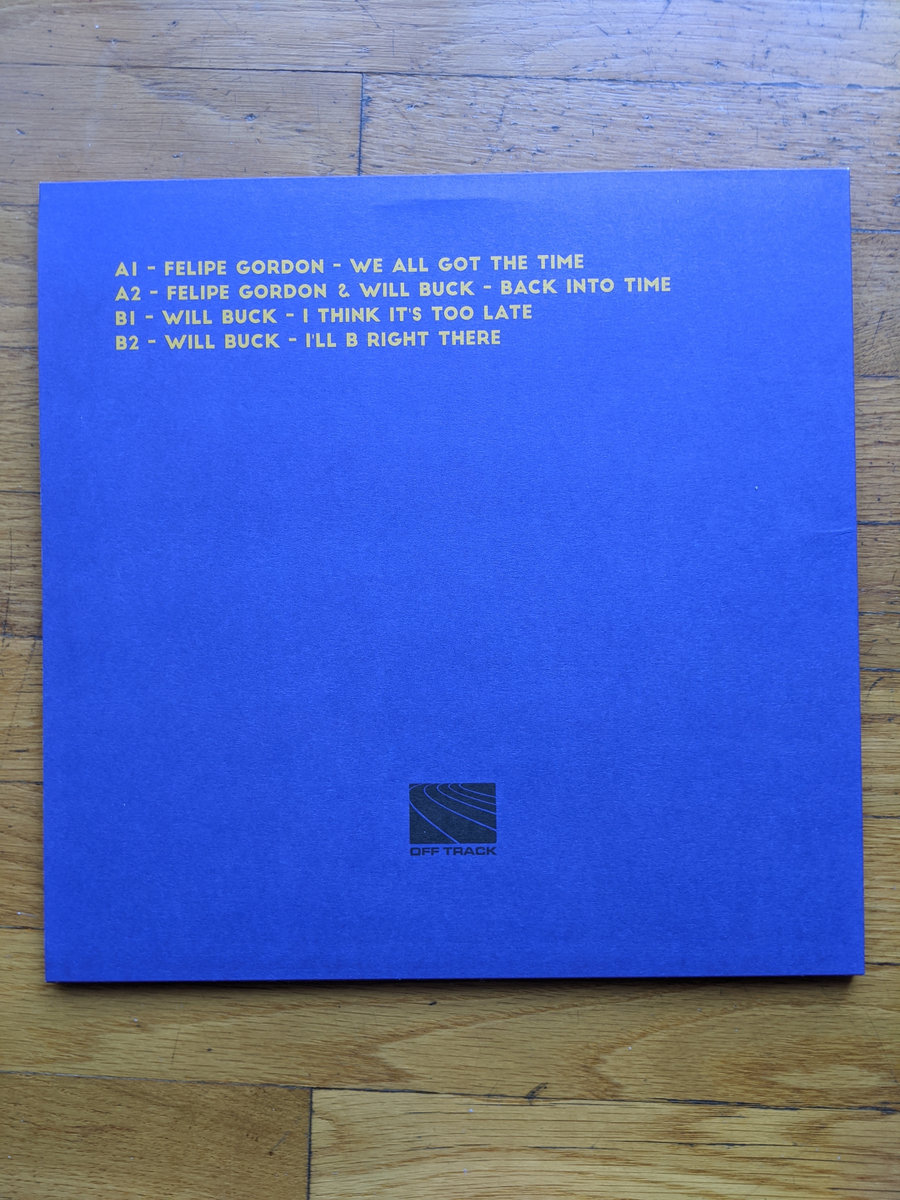 A1 - FELIPE GORDON - WE ALL GOT THE TIME
A2 - FELIPE GORDON & WILL BUCK - BACK INTO TIME
B1 - WILL BUCK - I THINK IT'S TOO LATE
B2 - WILL BUCK - I'LL B RIGHT THERE
OFF TRACK